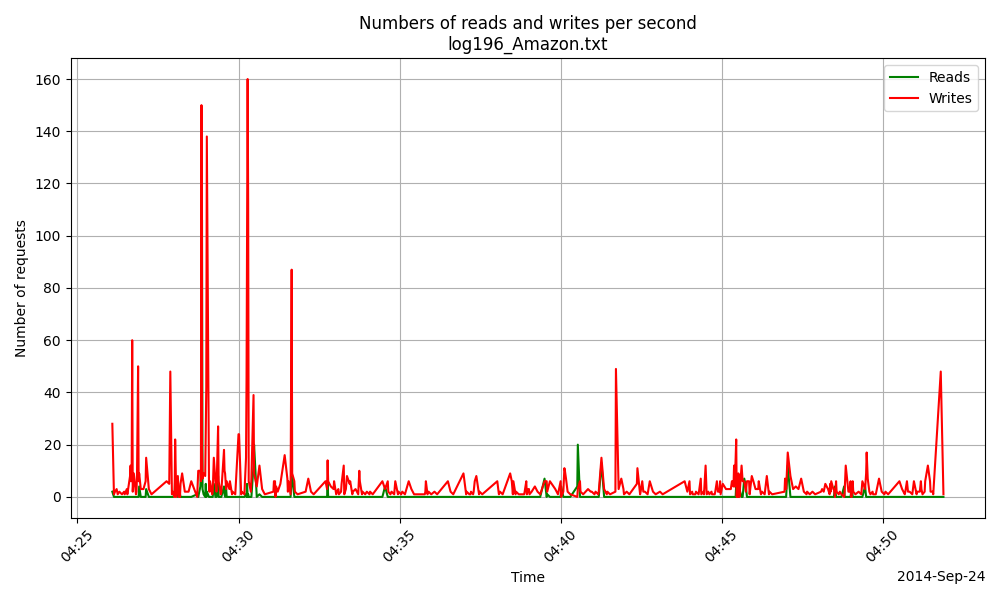 Numbers of reads and writes per second
log196_Amazon.txt
Reads
Writes
Number of requests
160
140
120
100
80
60
40
20
0
04:25
04:30
04:35
04:40
04:45
04:50
Time
2014-Sep-24